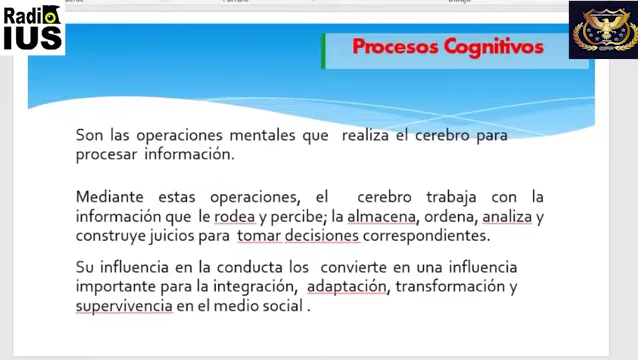 Radio
IUS
Procesos Cognitivos
Son las operaciones mentales que realiza el cerebro para
procesar información.
Mediante estas operaciones, el cerebro trabaja con la
información que le rodea y percibe; la almacena, ordena, analiza y
construye juicios para tomar decisiones correspondientes.
Su influencia en la conducta los convierte en una influencia
importante para la integración, adaptación, transformación y
supervivencia en el medio social .